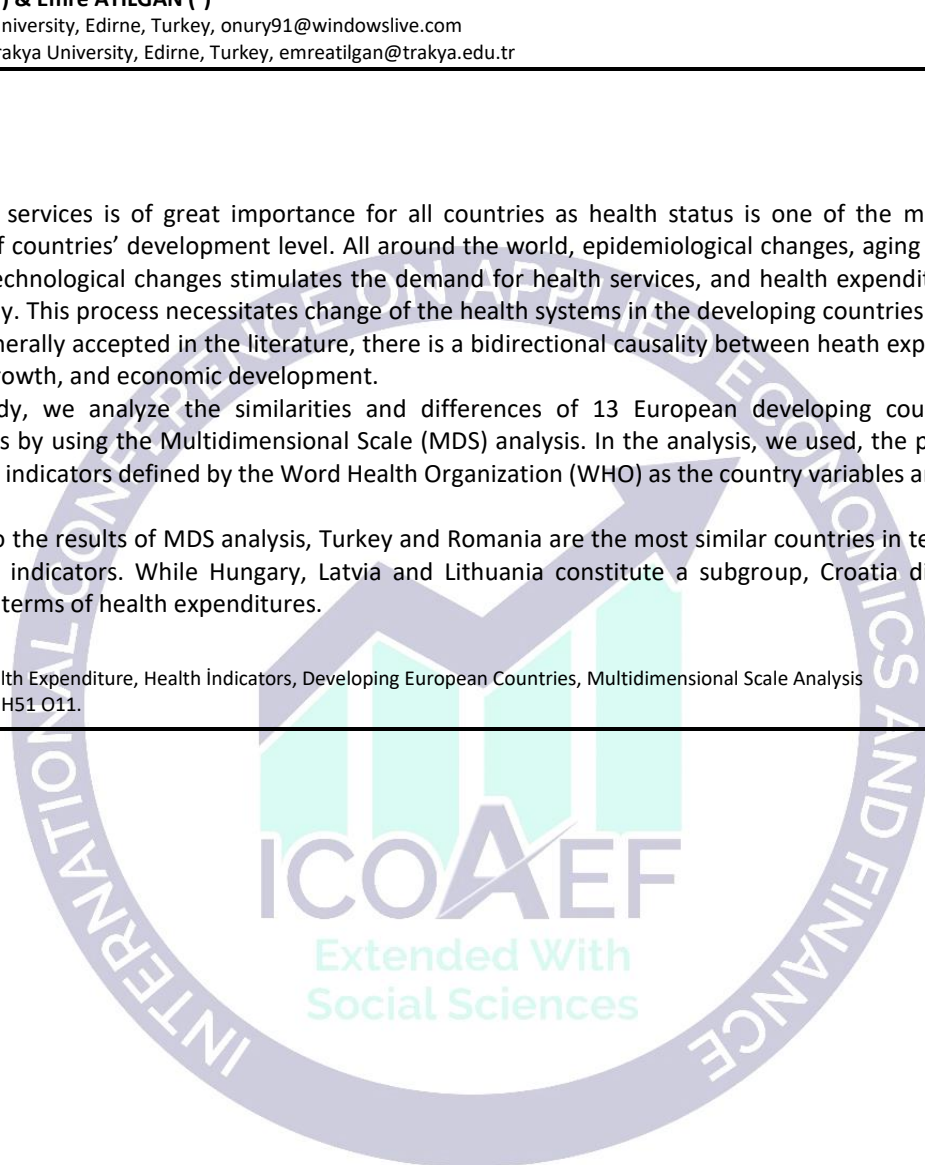 ) & Emre ATILGAN (*)
niversity, Edirne, Turkey, onury91@windowslive.com
rakya University, Edirne, Turkey, emreatilgan@trakya.edu.tr
services is of great importance for all countries as health status is one of the m
f countries’ development level. All around the world, epidemiological changes, aging
echnological changes stimulates the demand for health services, and health expendit
y. This process necessitates change of the health systems in the developing countries
nerally accepted in the literature, there is a bidirectional causality between heath exp
rowth, and economic development.
dy, we analyze the similarities and differences of 13 European developing cou
s by using the Multidimensional Scale (MDS) analysis. In the analysis, we used, the p
indicators defined by the Word Health Organization (WHO) as the country variables a
o the results of MDS analysis, Turkey and Romania are the most similar countries in te
indicators. While Hungary, Latvia and Lithuania constitute a subgroup, Croatia di
terms of health expenditures.
lth Expenditure, Health İndicators, Developing European Countries, Multidimensional Scale Analysis
H51 O11.
INTERNATIONAL CONFERENCE ON APPLIED ECONOMICS AND FINANCE
ICOAEF
Extended With
Social Sciences